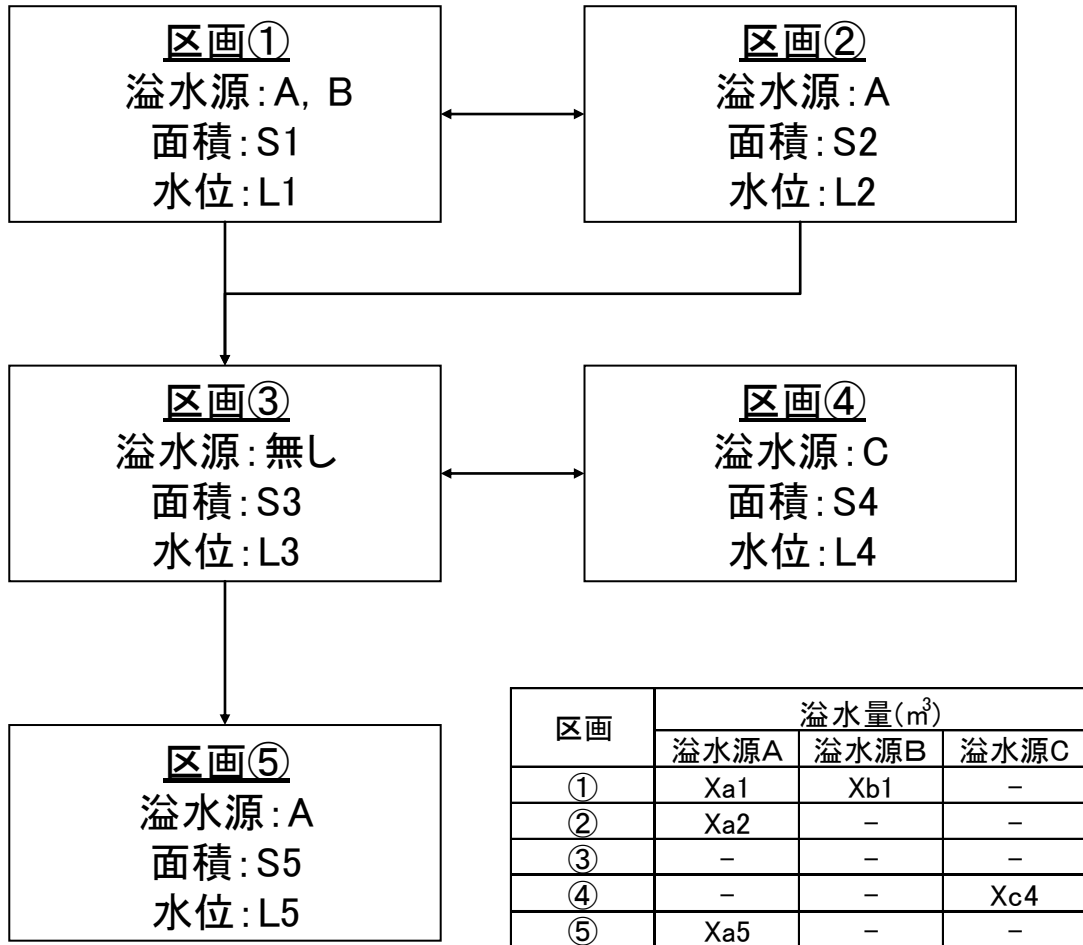 区画①
溢水源:A, B
面積:S1
水位:L1
区画②
溢水源:A
面積:S2
水位:L2
区画③
溢水源:無し
面積:S3
水位:L3
区画④
溢水源:C
面積:S4
水位:L4
区画⑤
溢水源:A
面積:S5
水位:L5
区画 溢水量(㎥)
溢水源A 溢水源B 溢水源C
① Xa1 Xb1 −
② Xa2 − −
③ − − −
④ − − Xc4
⑤ Xa5 − −